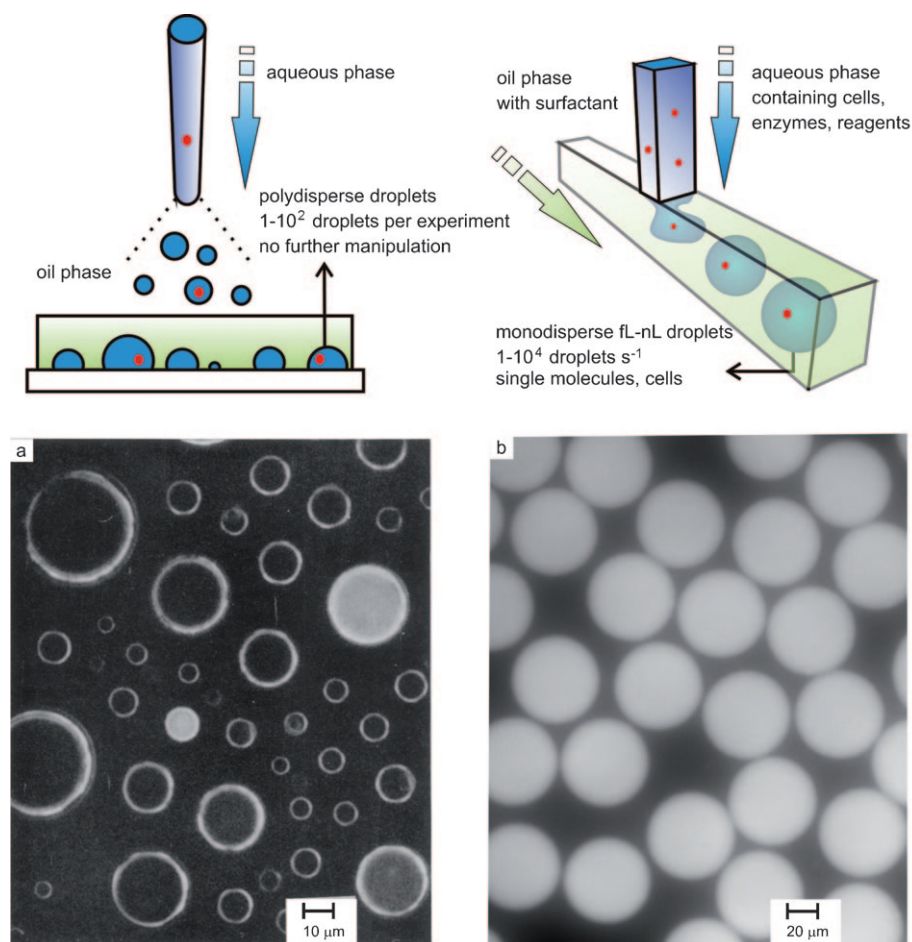 aqueous phase
polydisperse droplets
1-10² droplets per experiment
no further manipulation
oil phase
oil phase
with surfactant
aqueous phase
containing cells,
enzymes, reagents
monodisperse fL-nL droplets
1-10⁴ droplets s⁻¹
single molecules, cells
a
10 μm
b
20 μm